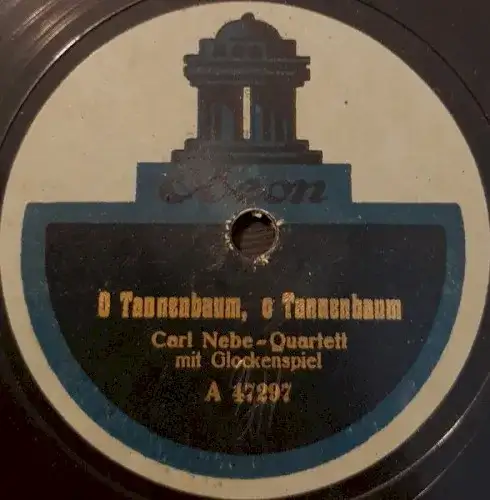 Odeon
O Tannenbaum, o Tannenbaum
Carl Nebe-Quartett
mit Glockenspiel
A 47297